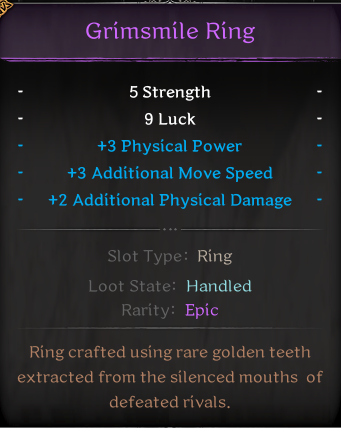 Grimsmile Ring
- 5 Strength -
- 9 Luck -
- +3 Physical Power -
- +3 Additional Move Speed -
- +2 Additional Physical Damage -
Slot Type: Ring
Loot State: Handled
Rarity: Epic
Ring crafted using rare golden teeth
extracted from the silenced mouths of
defeated rivals.